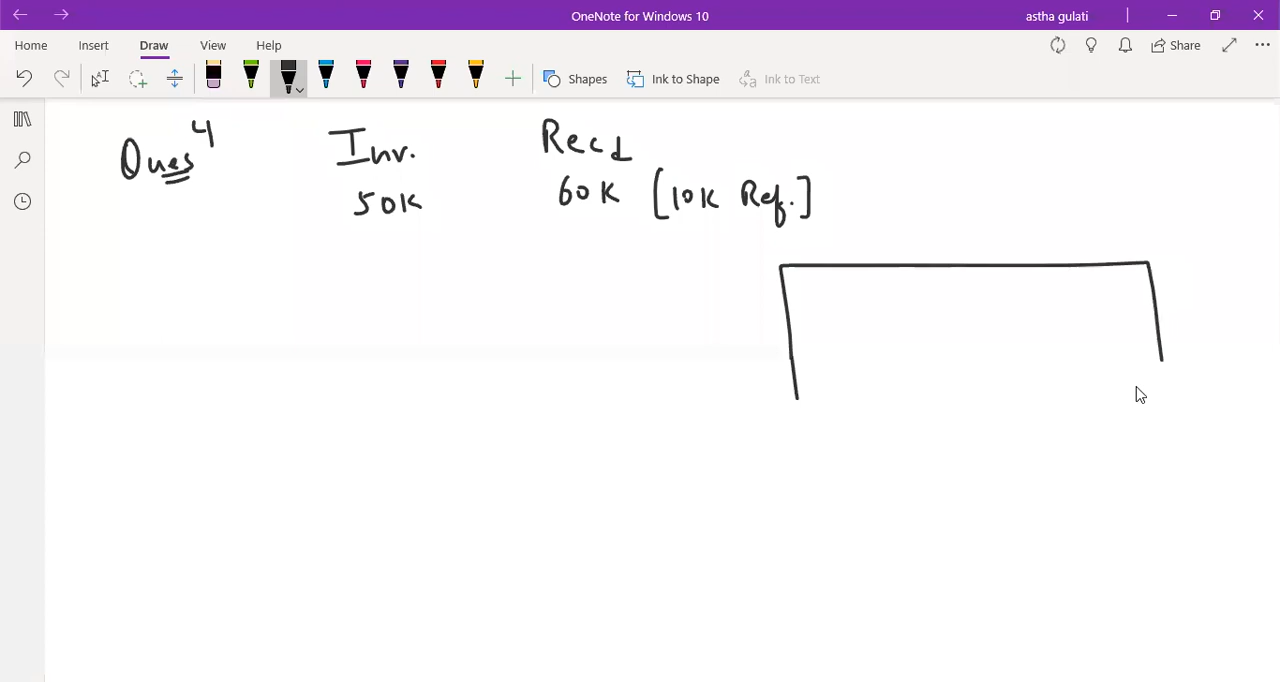 OneNote for Windows 10
astha gulati
Home Insert Draw View Help
Share
Shapes Ink to Shape Ink to Text
Ques 4 Inv. Recd
50K 60K [10K Ref.]